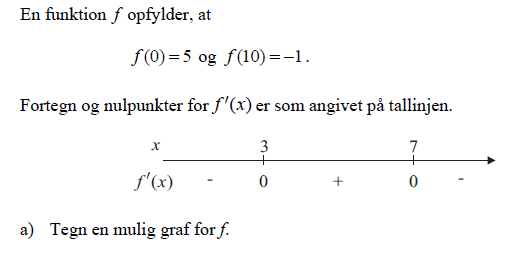 En funktion f opfylder, at
f(0)=5 og f(10)=-1.
Fortegn og nulpunkter for f'(x) er som angivet på tallinjen.
x 3 7
f'(x) - 0 + 0 -
a) Tegn en mulig graf for f.